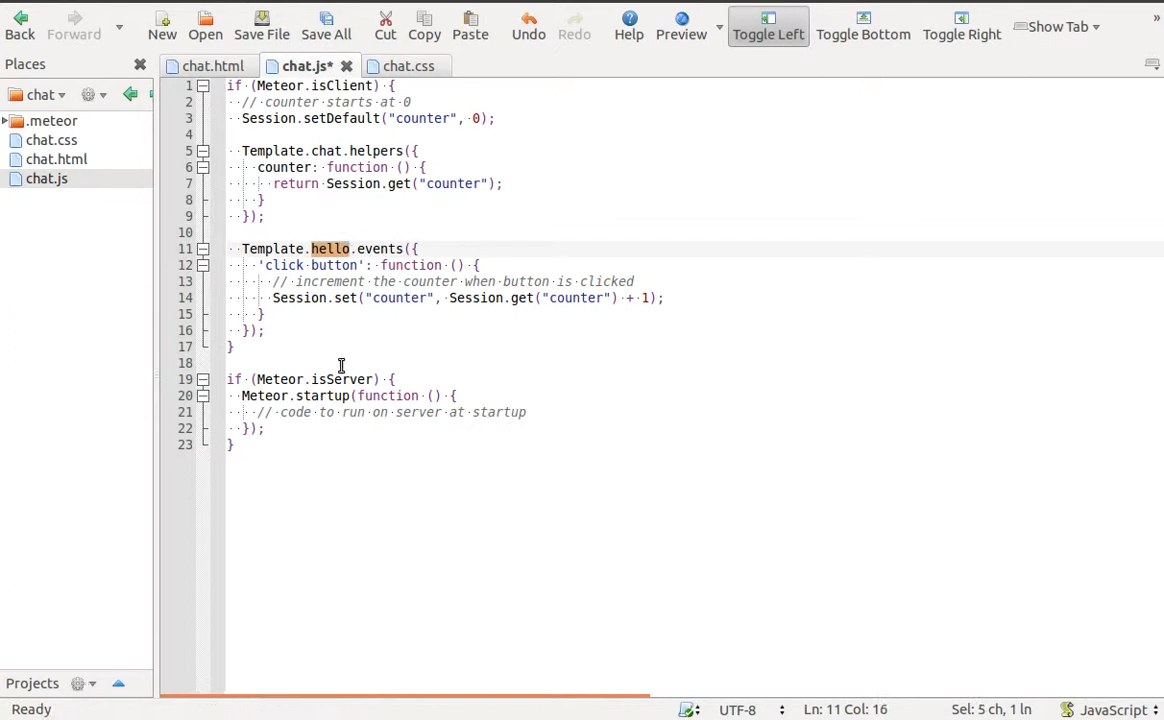 Back Forward New Open Save File Save All Cut Copy Paste Undo Redo Help Preview Toggle Left Toggle Bottom Toggle Right Show Tab »
Places chat.html chat.js* chat.css
chat
.meteor
chat.css
chat.html
chat.js
1 if (Meteor.isClient) {
2 // counter starts at 0
3 Session.setDefault("counter", 0);
4
5 Template.chat.helpers({
6 counter: function () {
7 return Session.get("counter");
8 }
9 });
10
11 Template.hello.events({
12 'click button': function () {
13 // increment the counter when button is clicked
14 Session.set("counter", Session.get("counter") + 1);
15 }
16 });
17 }
18
19 if (Meteor.isServer) {
20 Meteor.startup(function () {
21 // code to run on server at startup
22 });
23 }
Projects
Ready UTF-8 Ln: 11 Col: 16 Sel: 5 ch, 1 ln JavaScript